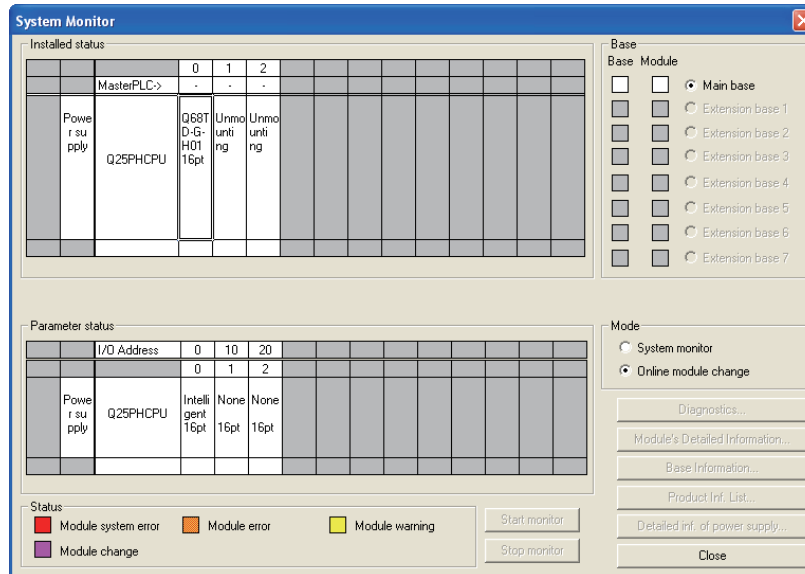 System Monitor
Installed status
0 1 2
MasterPLC-> - - -
Powe
r su
pply
Q25PHCPU
Q68T
D-G-
H01
16pt
Unmo
unti
ng
Unmo
unti
ng
Base
Base Module
Main base
Extension base 1
Extension base 2
Extension base 3
Extension base 4
Extension base 5
Extension base 6
Extension base 7
Parameter status
I/O Address 0 10 20
0 1 2
Powe
r su
pply
Q25PHCPU
Intelli
gent
16pt
None
16pt
None
16pt
Mode
System monitor
Online module change
Diagnostics...
Module's Detailed Information...
Base Information...
Product Inf. List...
Detailed inf. of power supply...
Close
Status
Module system error
Module error
Module warning
Module change
Start monitor
Stop monitor